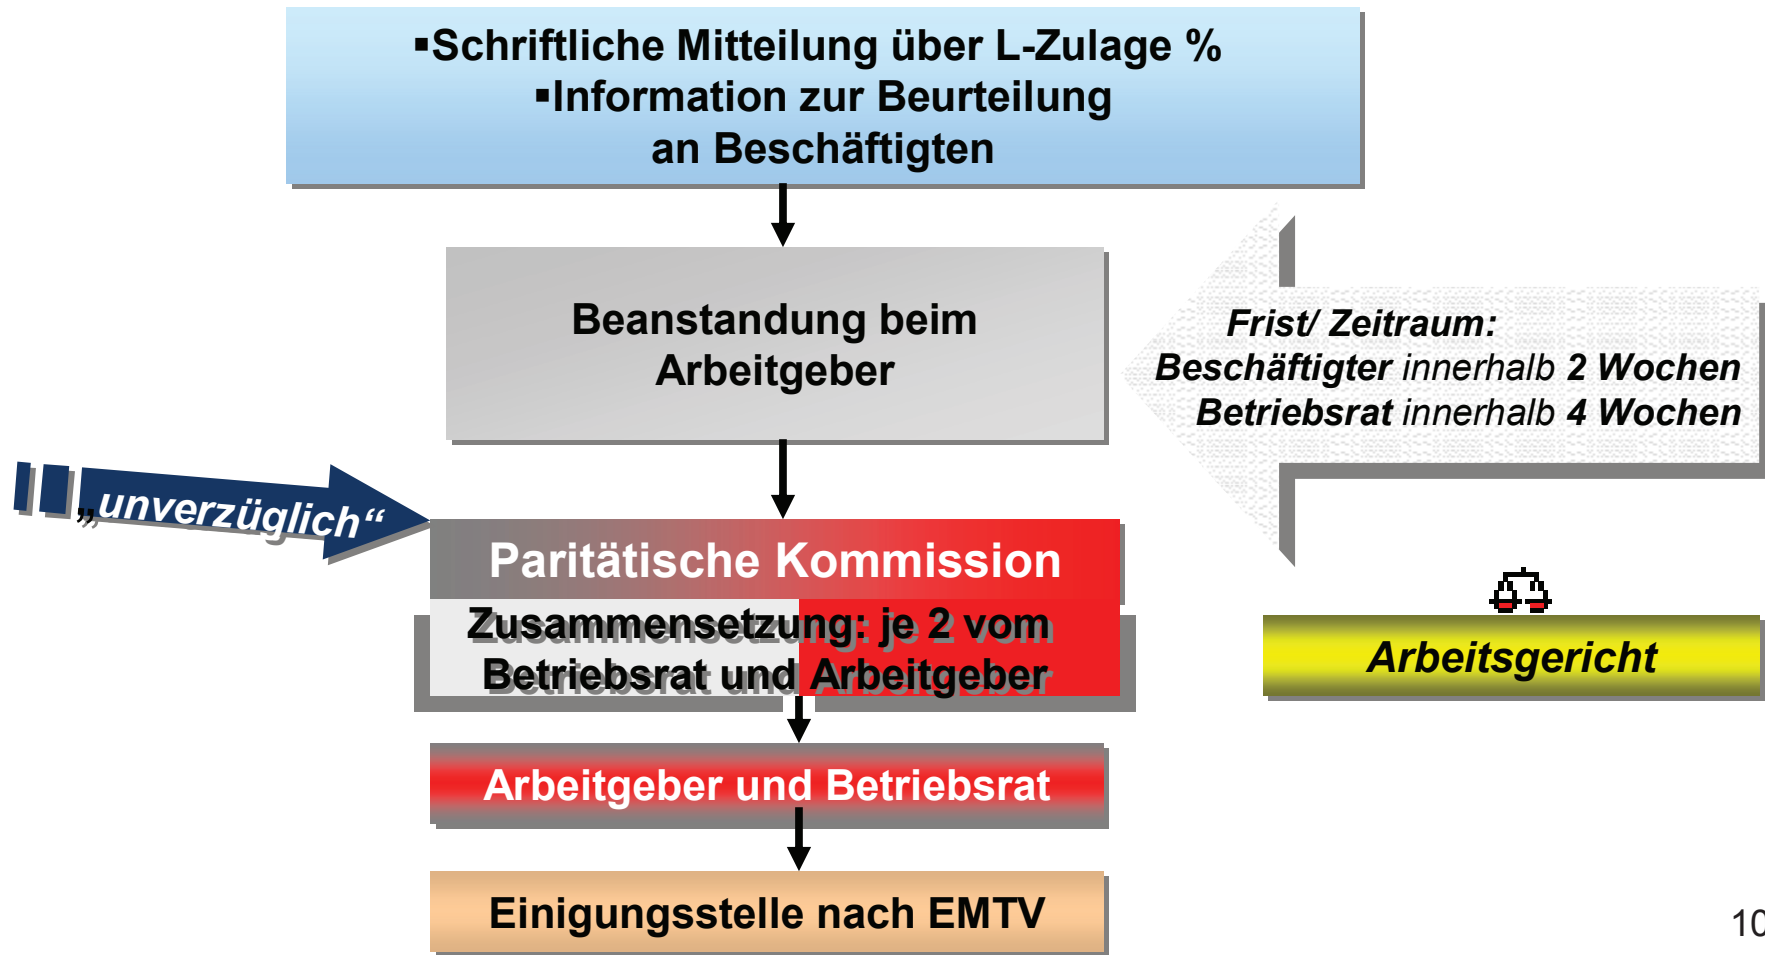 ▪Schriftliche Mitteilung über L-Zulage %
▪Information zur Beurteilung
an Beschäftigten
Beanstandung beim
Arbeitgeber
Frist/ Zeitraum:
Beschäftigter innerhalb 2 Wochen
Betriebsrat innerhalb 4 Wochen
„unverzüglich“
Paritätische Kommission
Zusammensetzung: je 2 vom
Betriebsrat und Arbeitgeber
Arbeitsgericht
Arbeitgeber und Betriebsrat
Einigungsstelle nach EMTV
10